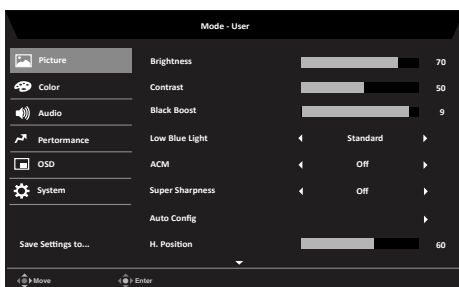 Mode - User
Picture
Brightness 70
Color
Contrast 50
Audio
Black Boost 9
Pertormance
Low Blue Light Standard
OSD
ACM Off
System
Super Sharpness Off
Auto Config
Save Settings to...
H. Position 60
Move Enter